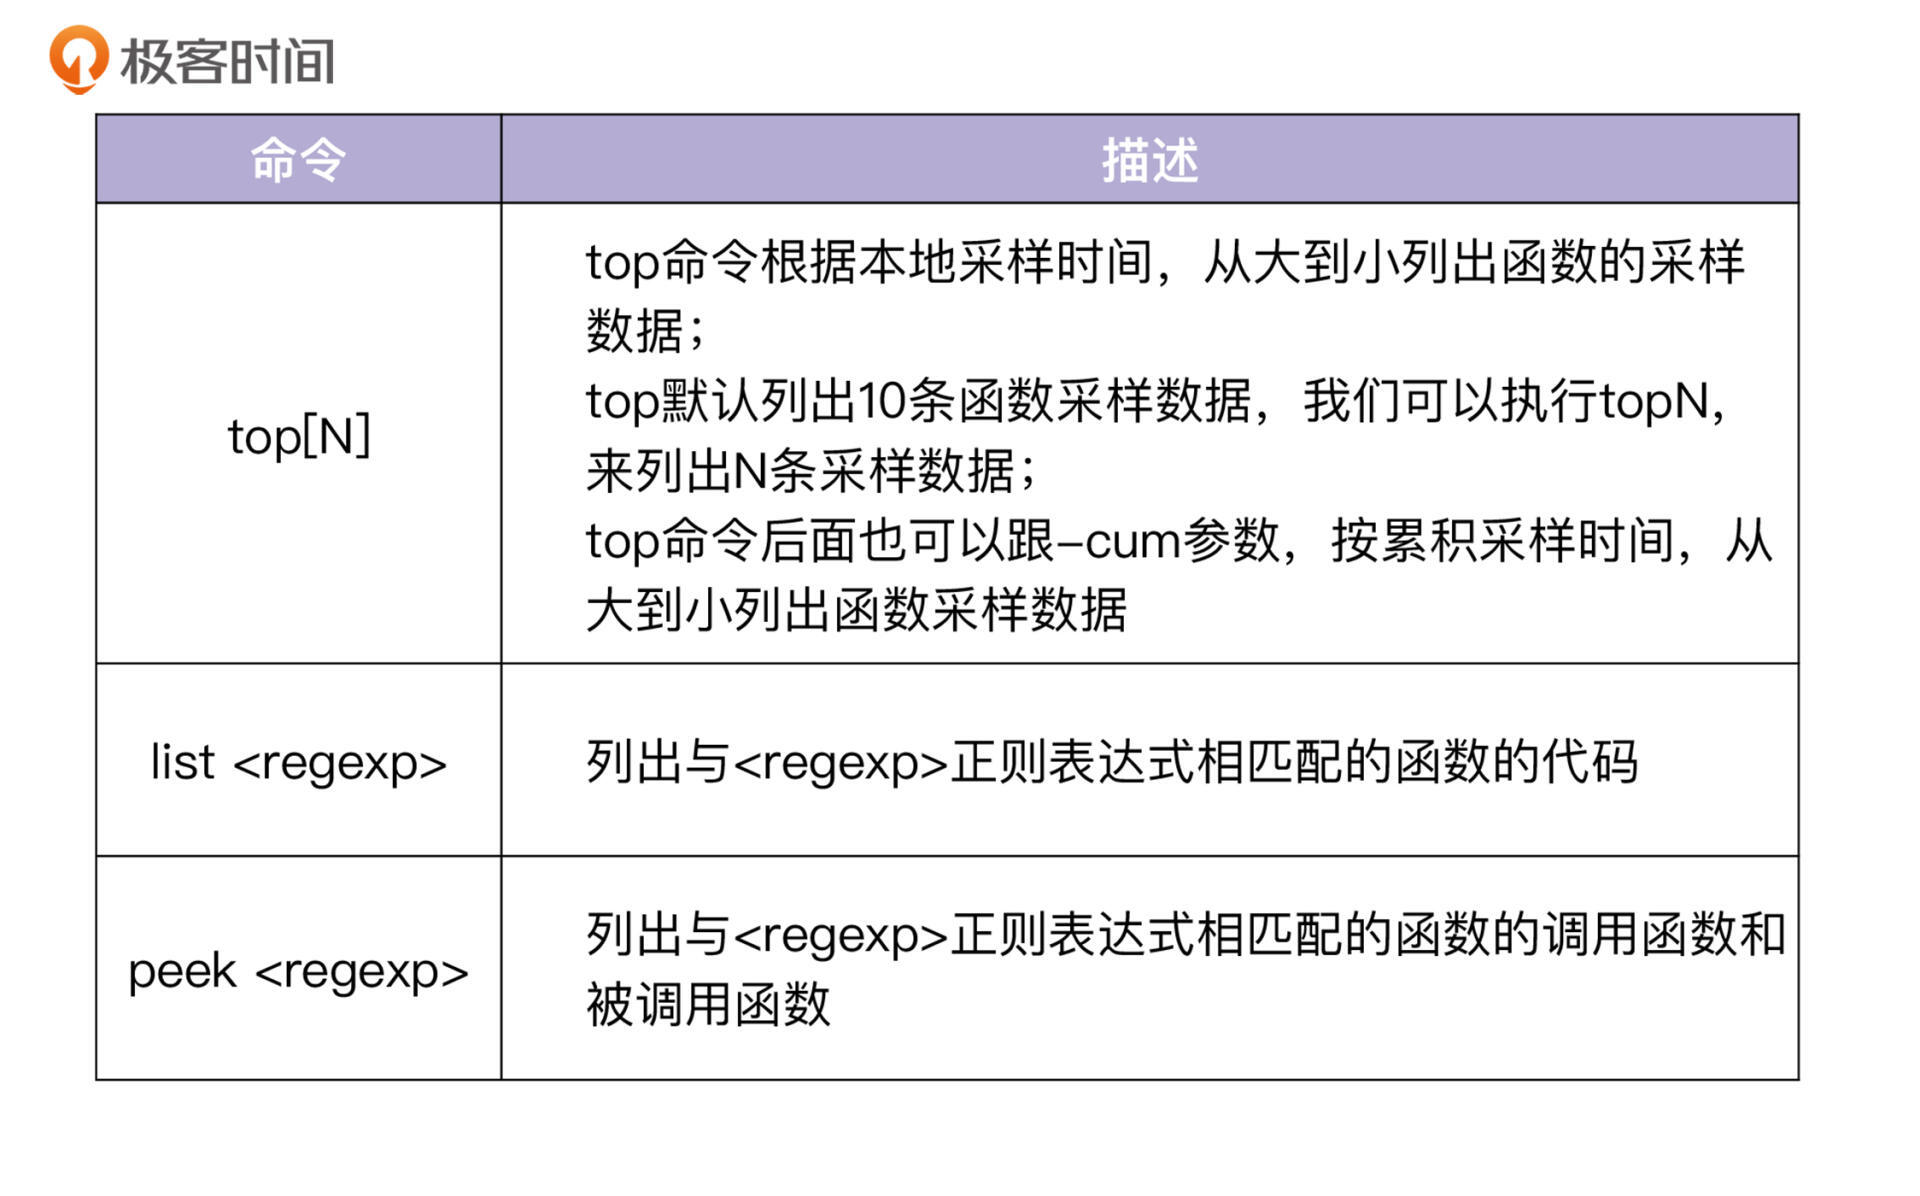 极客时间
命令
描述
top[N]
top命令根据本地采样时间，从大到小列出函数的采样
数据；
top默认列出10条函数采样数据，我们可以执行topN，
来列出N条采样数据；
top命令后面也可以跟–cum参数，按累积采样时间，从
大到小列出函数采样数据
list <regexp>
列出与<regexp>正则表达式相匹配的函数的代码
peek <regexp>
列出与<regexp>正则表达式相匹配的函数的调用函数和
被调用函数